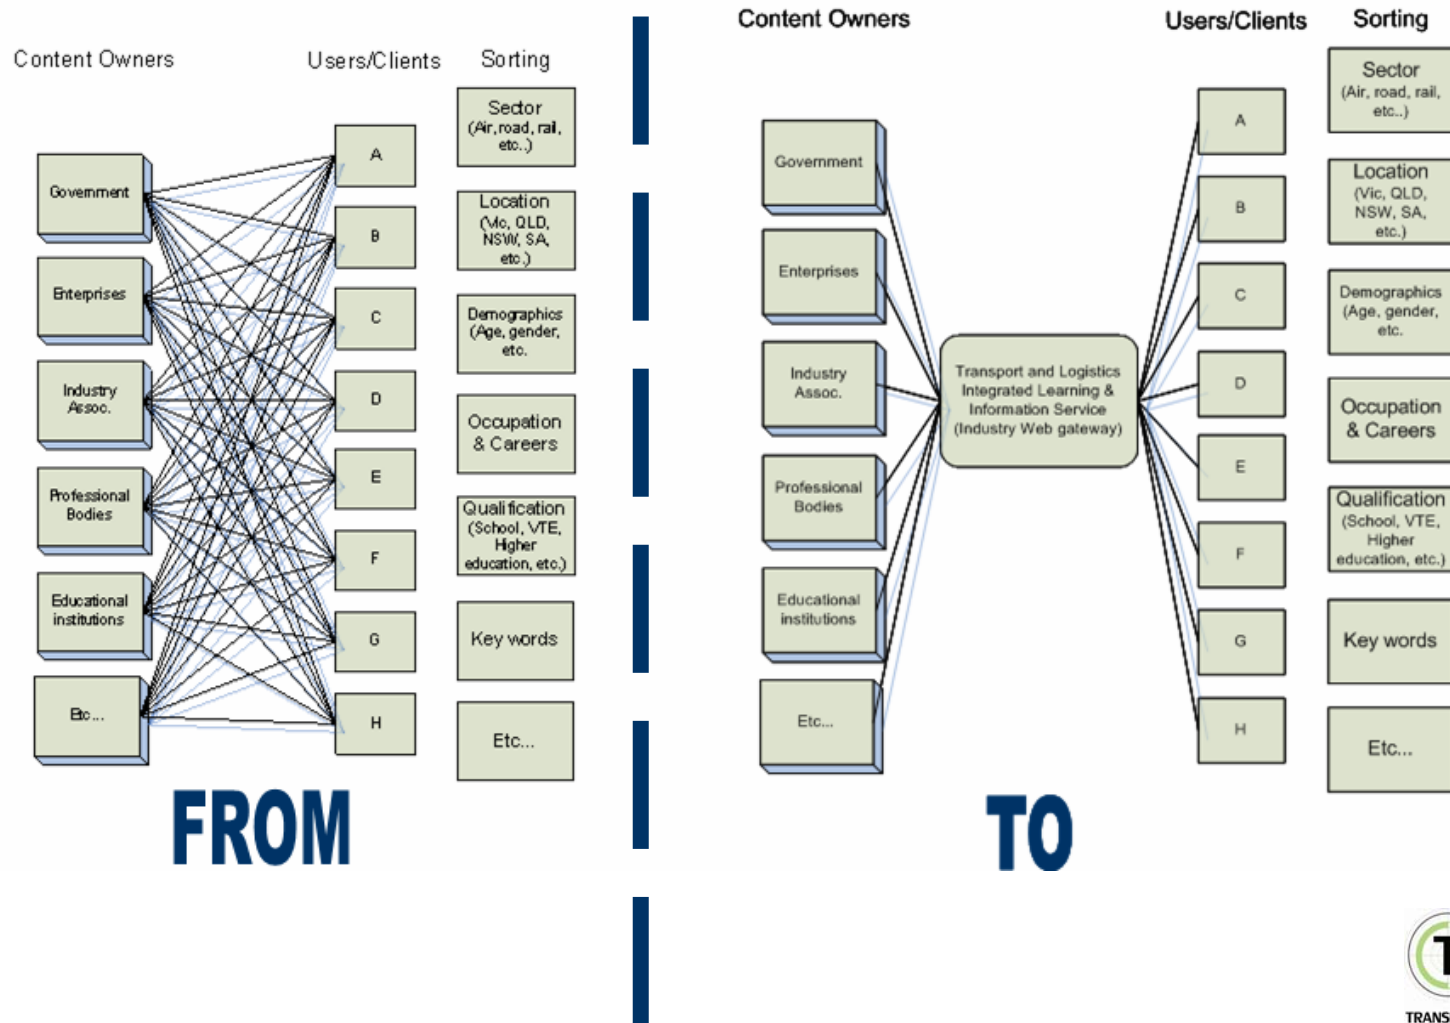 Content Owners
Users/Clients
Sorting
Government
Enterprises
Industry
Assoc.
Professional
Bodies
Educational
institutions
Etc...
A
B
C
D
E
F
G
H
Sector
(Air, road, rail,
etc..)
Location
(Vic, QLD,
NSW, SA,
etc.)
Demographics
(Age, gender,
etc.
Occupation
& Careers
Qualification
(School, VTE,
Higher
education, etc.)
Key words
Etc...
FROM
Content Owners
Users/Clients
Sorting
Government
Enterprises
Industry
Assoc.
Professional
Bodies
Educational
institutions
Etc...
Transport and Logistics
Integrated Learning &
Information Service
(Industry Web gateway)
A
B
C
D
E
F
G
H
Sector
(Air, road, rail,
etc..)
Location
(Vic, QLD,
NSW, SA,
etc.)
Demographics
(Age, gender,
etc.
Occupation
& Careers
Qualification
(School, VTE,
Higher
education, etc.)
Key words
Etc...
TO